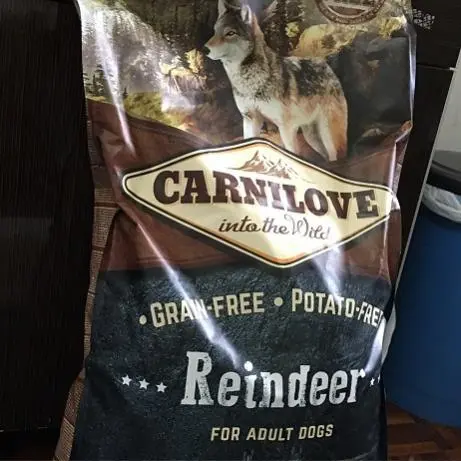 CARNILOVE
into the Wild
• GRAIN-FREE • POTATO-FREE
Reindeer
FOR ADULT DOGS